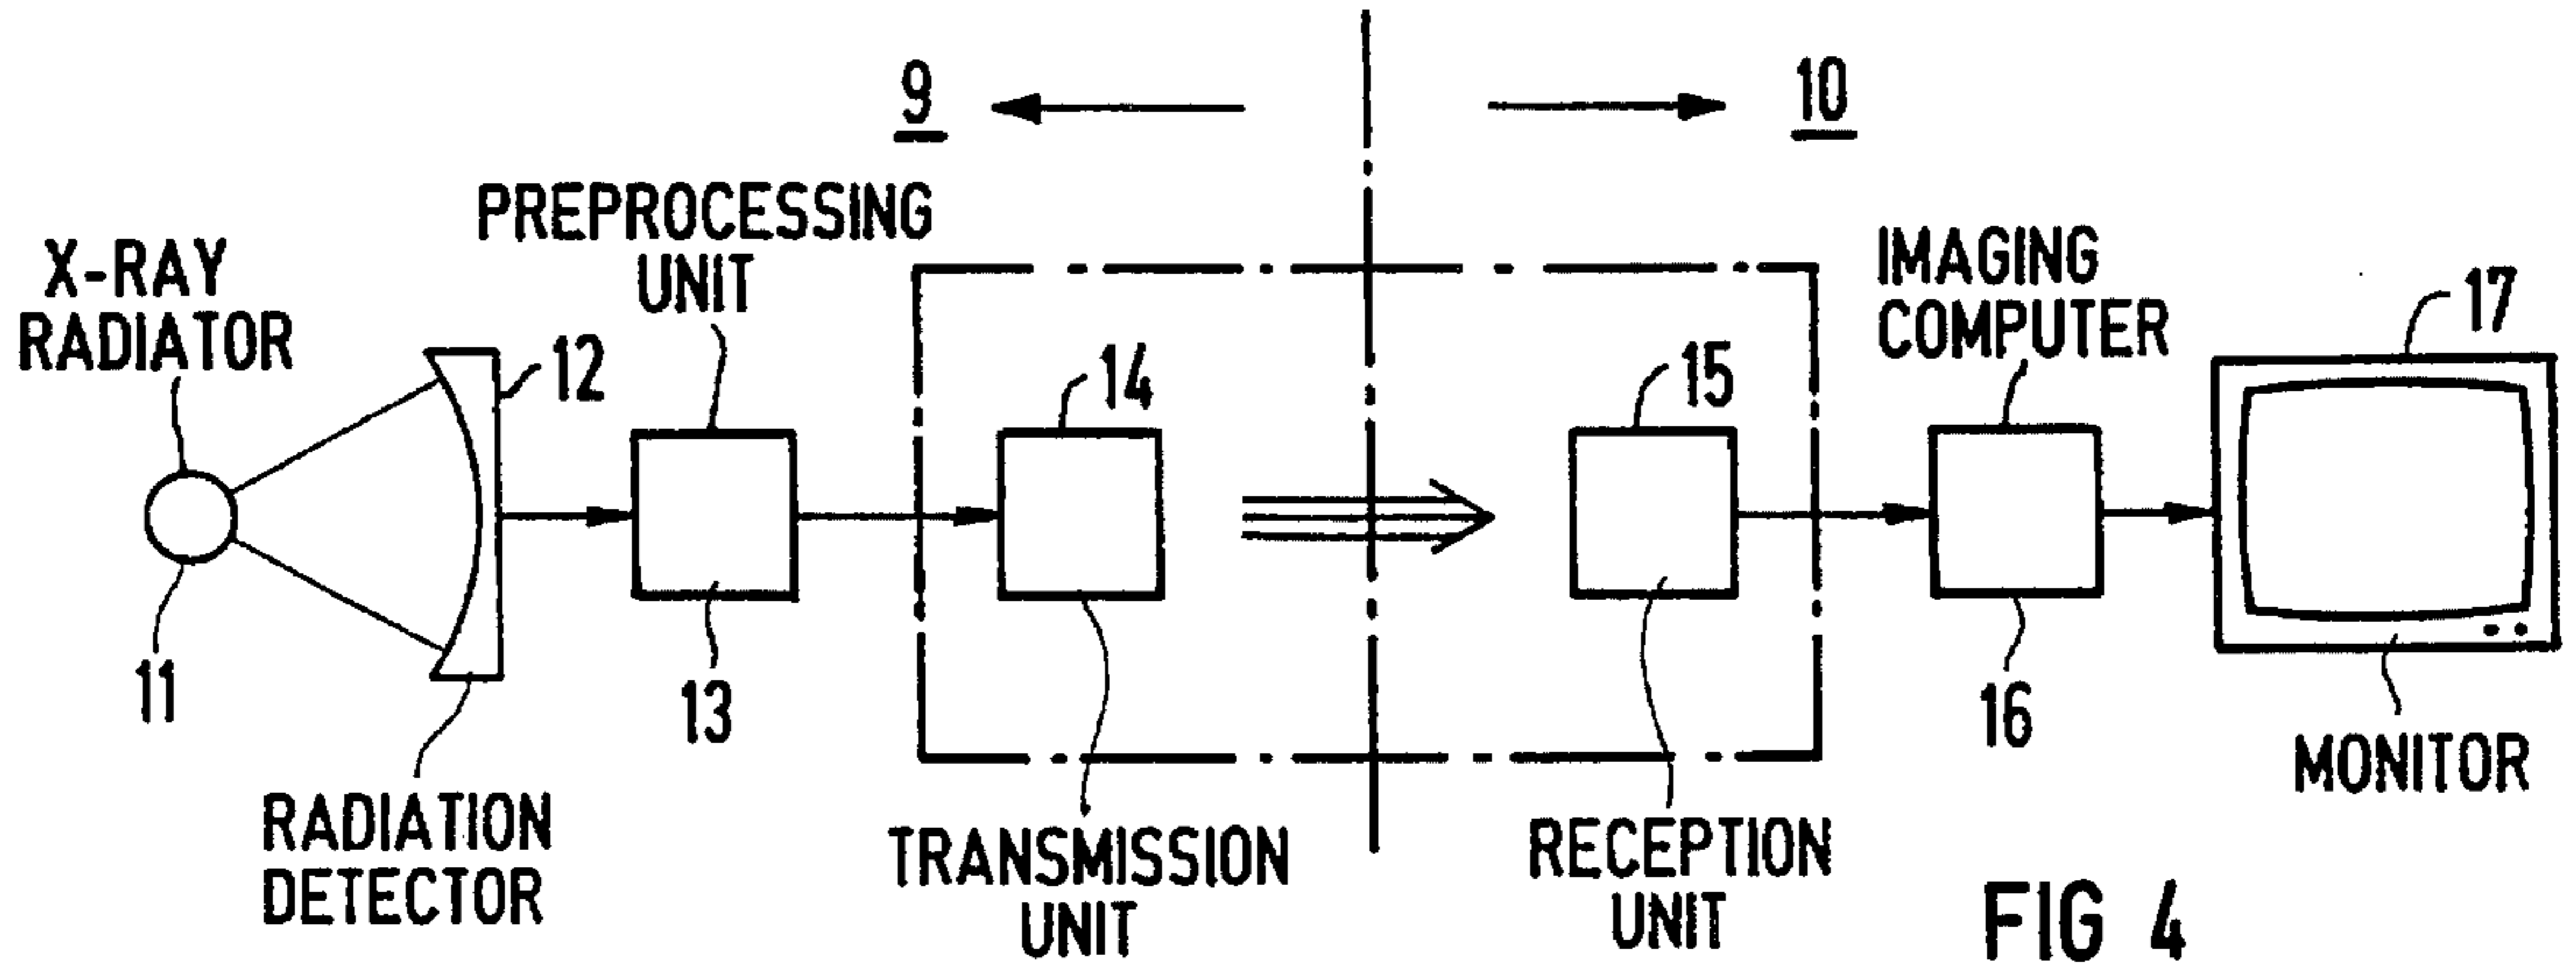 9
10
PREPROCESSING
UNIT
X-RAY
RADIATOR
IMAGING
COMPUTER
12
14
15
17
11
13
16
RADIATION
DETECTOR
TRANSMISSION
UNIT
RECEPTION
UNIT
MONITOR
FIG 4